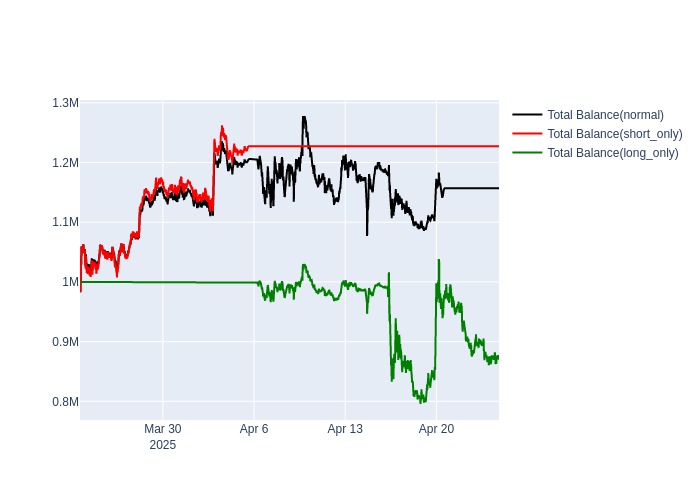 1.3M
1.2M
1.1M
1M
0.9M
0.8M
Mar 30
2025
Apr 6
Apr 13
Apr 20
Total Balance(normal)
Total Balance(short_only)
Total Balance(long_only)